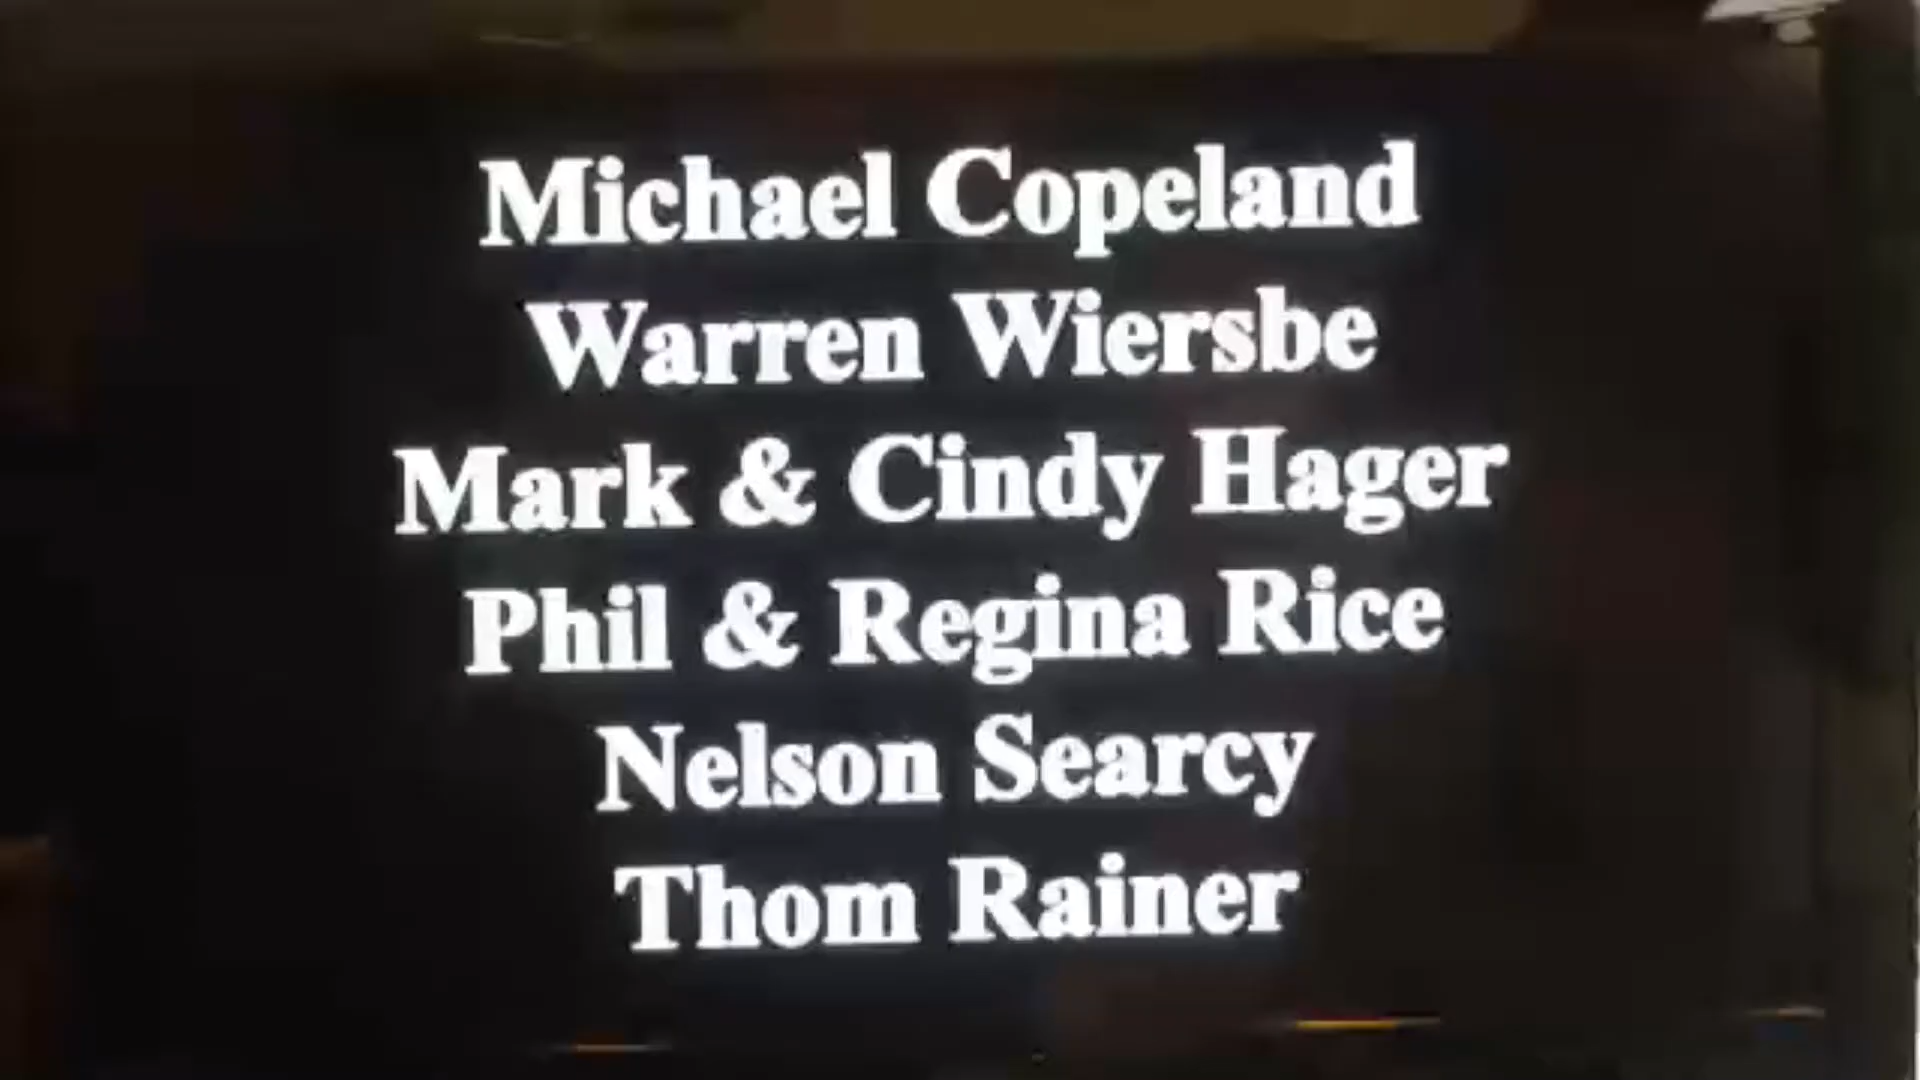 Michael Copeland
Warren Wiersbe
Mark & Cindy Hager
Phil & Regina Rice
Nelson Searcy
Thom Rainer